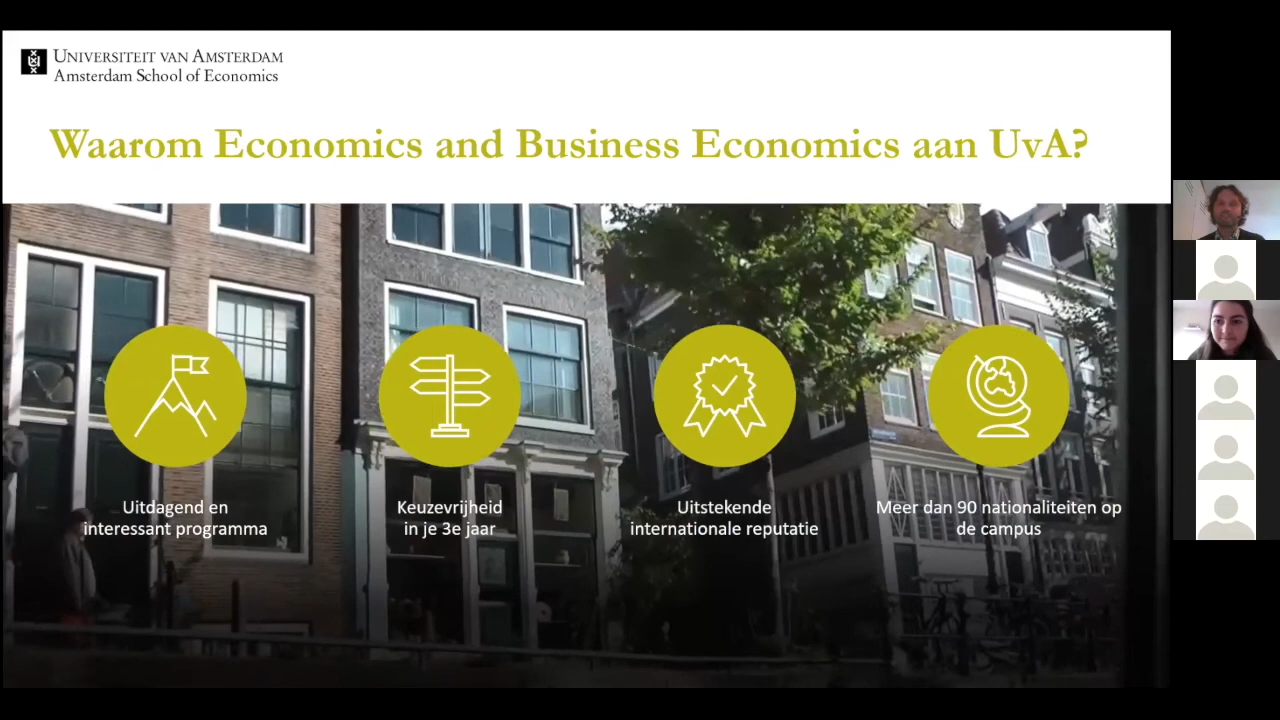 UNIVERSITEIT VAN AMSTERDAM
Amsterdam School of Economics
Waarom Economics and Business Economics aan UvA?
Uitdagend en
interessant programma
Keuzevrijheid
in je 3e jaar
Uitstekende
internationale reputatie
Meer dan 90 nationaliteiten op
de campus